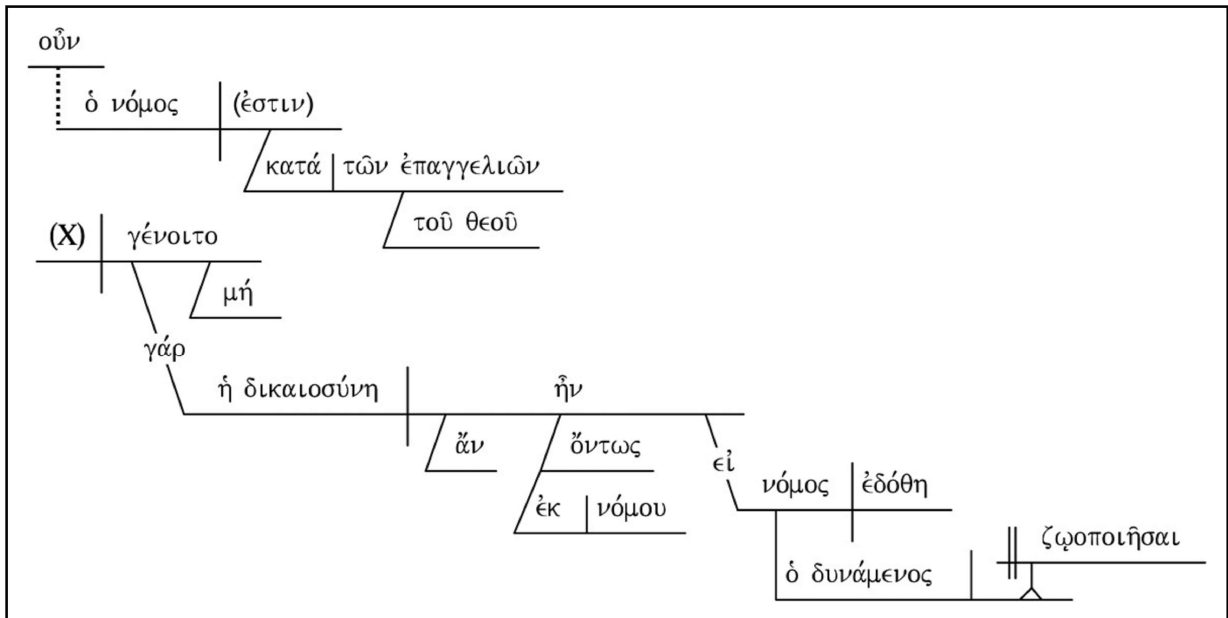 οὖν
ὁ νόμος (ἐστιν)
κατά τῶν ἐπαγγελιῶν
τοῦ θεοῦ
(X) γένοιτο
μή
γάρ
ἡ δικαιοσύνη ἦν
ἄν ὄντως
εἰ
νόμος ἐδόθη
ἐκ νόμου
ζῳοποιῆσαι
ὁ δυνάμενος